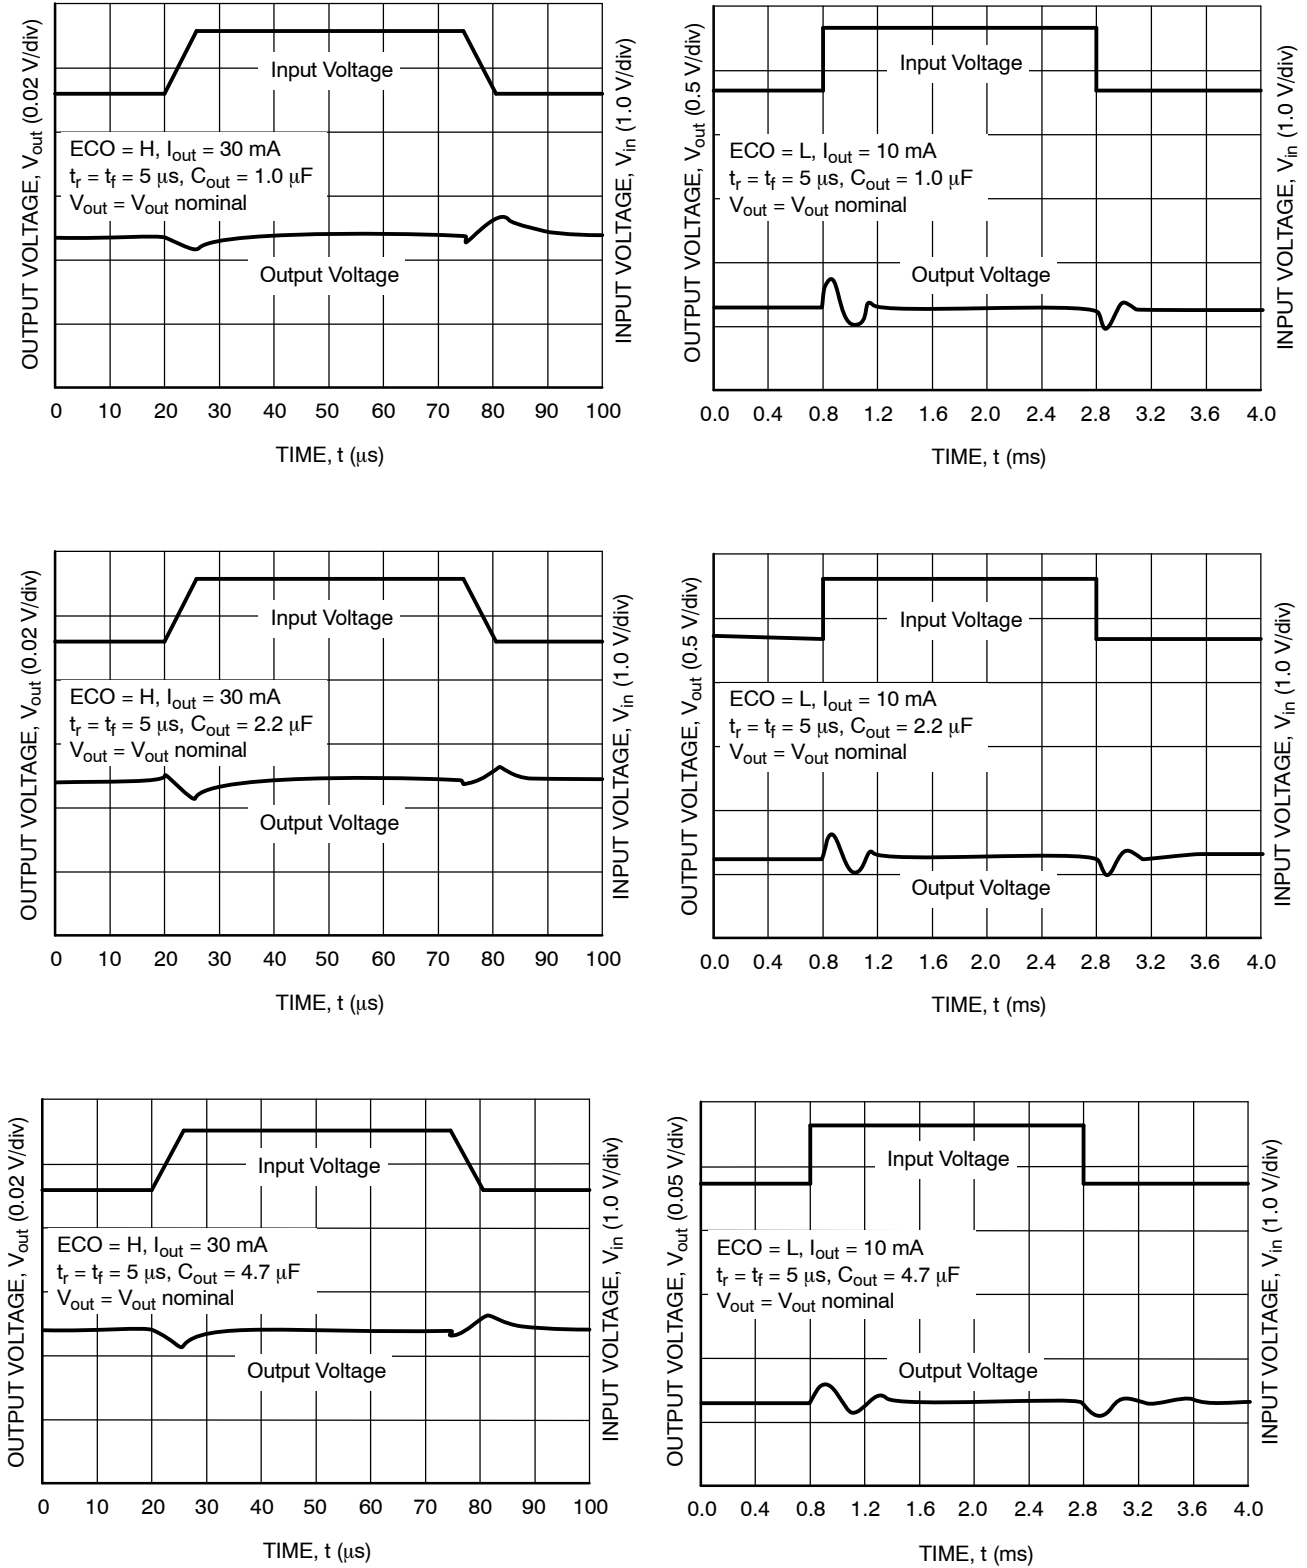 OUTPUT VOLTAGE, Vout (0.02 V/div)
Input Voltage
ECO = H, Iout = 30 mA
tr = tf = 5 μs, Cout = 1.0 μF
Vout = Vout nominal
Output Voltage
INPUT VOLTAGE, Vin (1.0 V/div)
0 10 20 30 40 50 60 70 80 90 100
TIME, t (μs)
OUTPUT VOLTAGE, Vout (0.5 V/div)
Input Voltage
ECO = L, Iout = 10 mA
tr = tf = 5 μs, Cout = 1.0 μF
Vout = Vout nominal
Output Voltage
INPUT VOLTAGE, Vin (1.0 V/div)
0.0 0.4 0.8 1.2 1.6 2.0 2.4 2.8 3.2 3.6 4.0
TIME, t (ms)
OUTPUT VOLTAGE, Vout (0.02 V/div)
Input Voltage
ECO = H, Iout = 30 mA
tr = tf = 5 μs, Cout = 2.2 μF
Vout = Vout nominal
Output Voltage
INPUT VOLTAGE, Vin (1.0 V/div)
0 10 20 30 40 50 60 70 80 90 100
TIME, t (μs)
OUTPUT VOLTAGE, Vout (0.5 V/div)
Input Voltage
ECO = L, Iout = 10 mA
tr = tf = 5 μs, Cout = 2.2 μF
Vout = Vout nominal
Output Voltage
INPUT VOLTAGE, Vin (1.0 V/div)
0.0 0.4 0.8 1.2 1.6 2.0 2.4 2.8 3.2 3.6 4.0
TIME, t (ms)
OUTPUT VOLTAGE, Vout (0.02 V/div)
Input Voltage
ECO = H, Iout = 30 mA
tr = tf = 5 μs, Cout = 4.7 μF
Vout = Vout nominal
Output Voltage
INPUT VOLTAGE, Vin (1.0 V/div)
0 10 20 30 40 50 60 70 80 90 100
TIME, t (μs)
OUTPUT VOLTAGE, Vout (0.05 V/div)
Input Voltage
ECO = L, Iout = 10 mA
tr = tf = 5 μs, Cout = 4.7 μF
Vout = Vout nominal
Output Voltage
INPUT VOLTAGE, Vin (1.0 V/div)
0.0 0.4 0.8 1.2 1.6 2.0 2.4 2.8 3.2 3.6 4.0
TIME, t (ms)